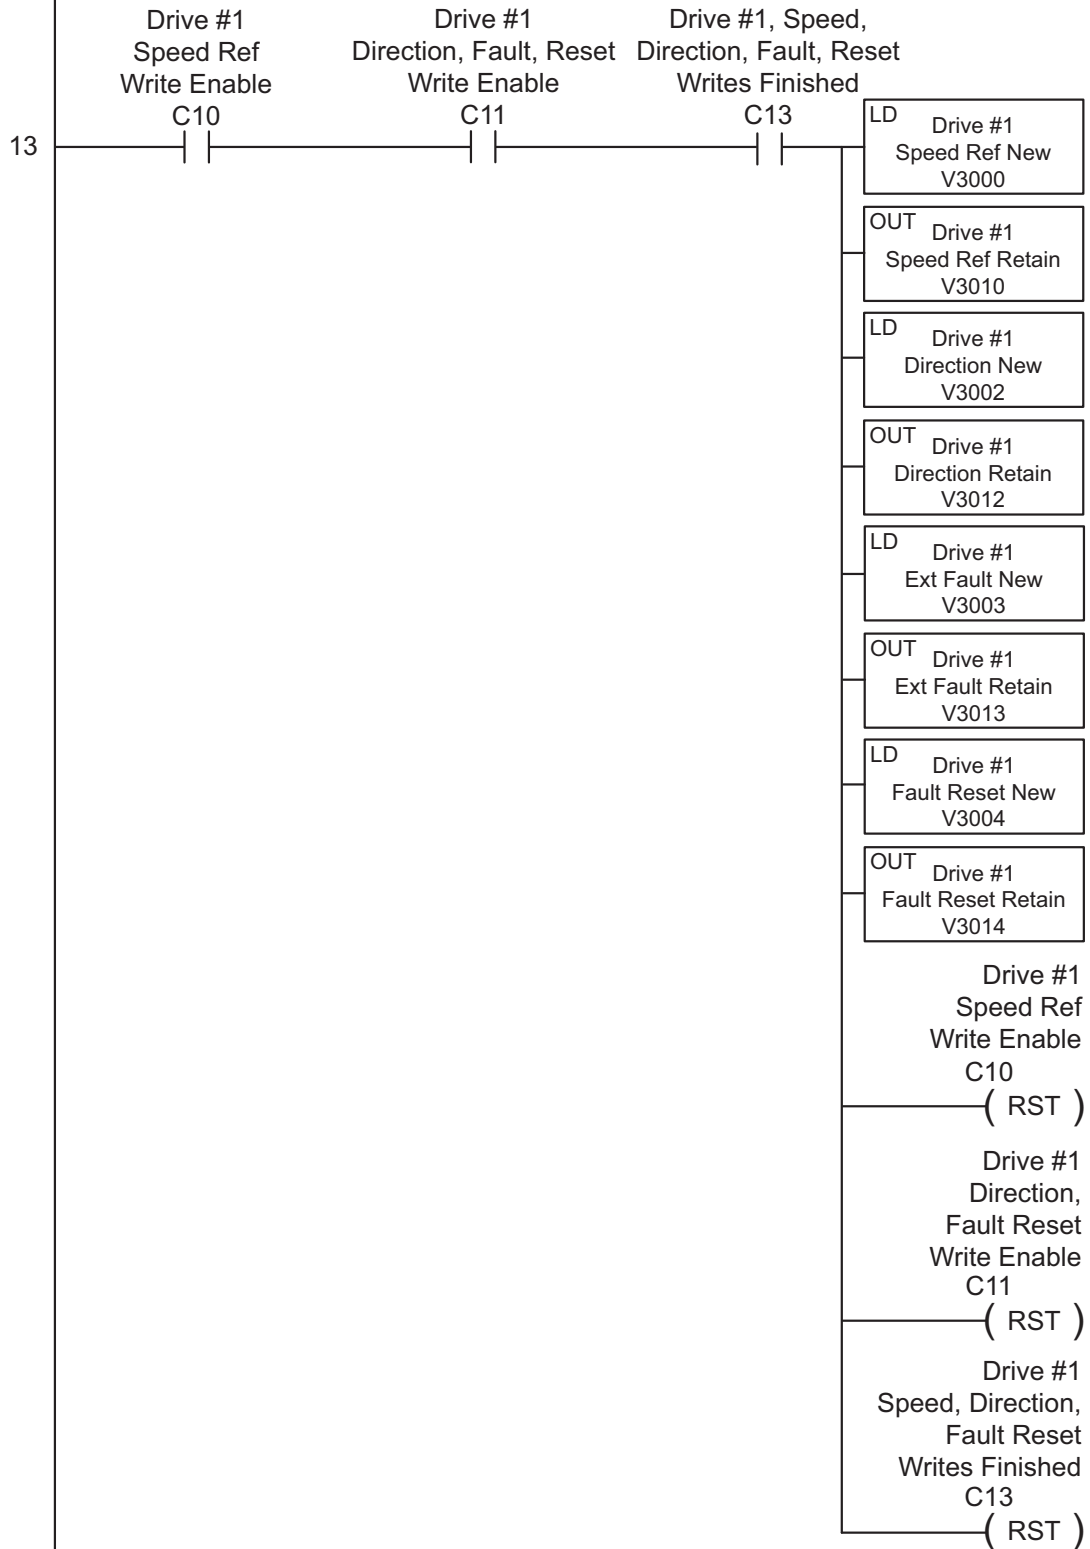 Drive #1
Speed Ref
Write Enable
C10
Drive #1
Direction, Fault, Reset
Write Enable
C11
Drive #1, Speed,
Direction, Fault, Reset
Writes Finished
C13
13
LD
Drive #1
Speed Ref New
V3000
OUT
Drive #1
Speed Ref Retain
V3010
LD
Drive #1
Direction New
V3002
OUT
Drive #1
Direction Retain
V3012
LD
Drive #1
Ext Fault New
V3003
OUT
Drive #1
Ext Fault Retain
V3013
LD
Drive #1
Fault Reset New
V3004
OUT
Drive #1
Fault Reset Retain
V3014
Drive #1
Speed Ref
Write Enable
C10
( RST )
Drive #1
Direction,
Fault Reset
Write Enable
C11
( RST )
Drive #1
Speed, Direction,
Fault Reset
Writes Finished
C13
( RST )